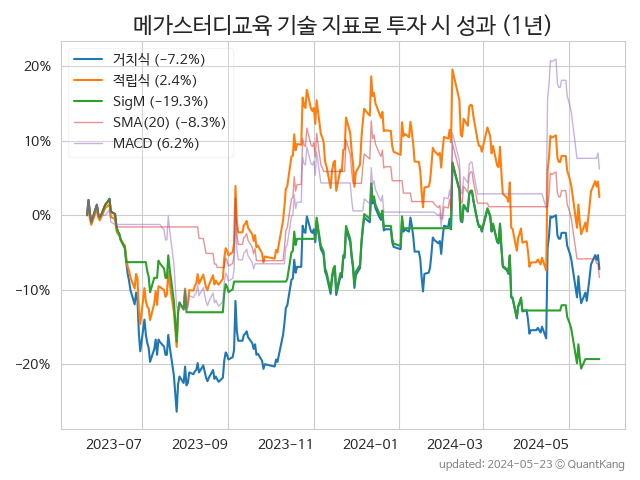 메가스터디교육 기술 지표로 투자 시 성과 (1년)
거치식 (−7.2%)
적립식 (2.4%)
SigM (−19.3%)
SMA(20) (−8.3%)
MACD (6.2%)
20%
10%
0%
−10%
−20%
2023−07 2023−09 2023−11 2024−01 2024−03 2024−05
updated: 2024−05−23 ⓒ QuantKang